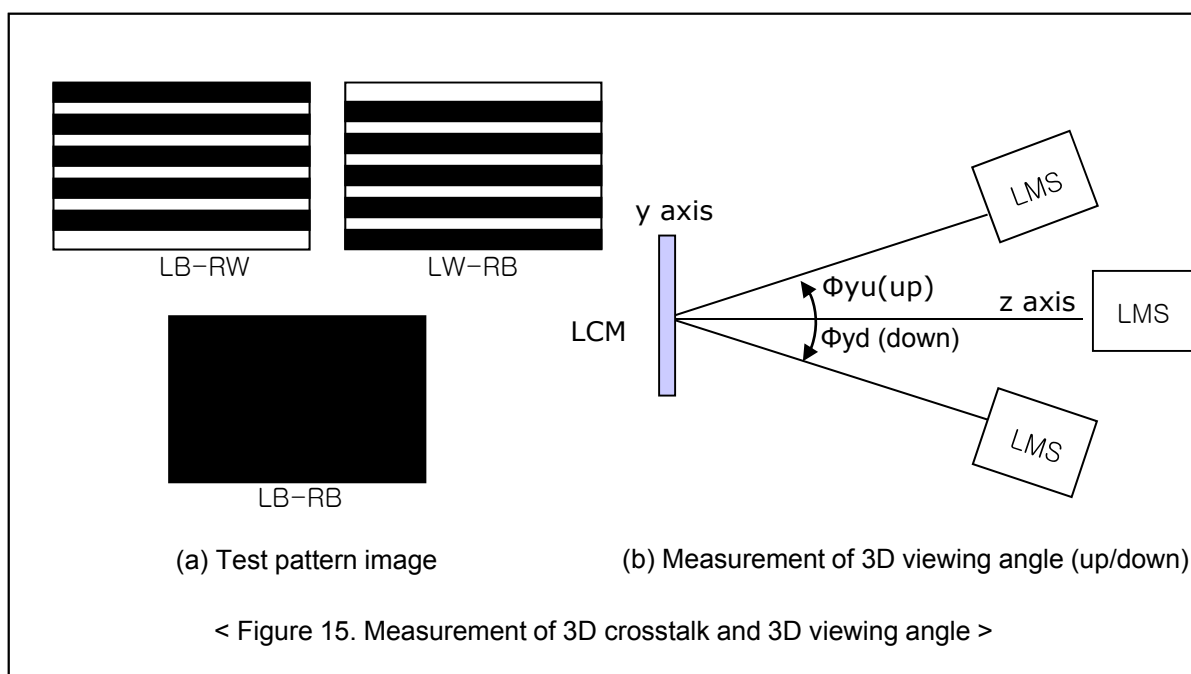 LB-RW
LW-RB
LB-RB
(a) Test pattern image
y axis
LCM
Φyu(up)
z axis
Φyd (down)
LMS
LMS
LMS
(b) Measurement of 3D viewing angle (up/down)
< Figure 15. Measurement of 3D crosstalk and 3D viewing angle >